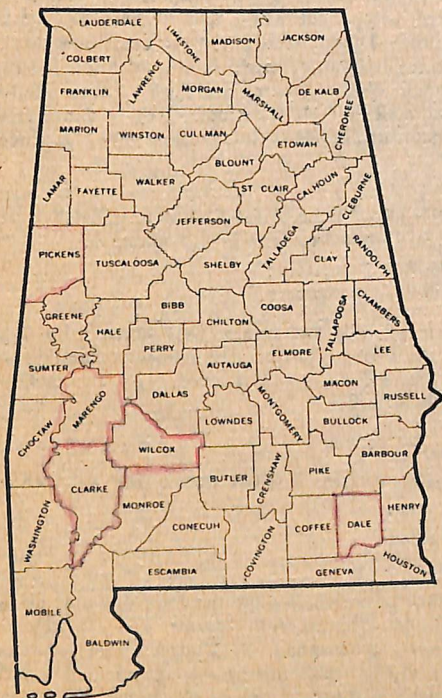 LAUDERDALE
LIMESTONE
MADISON
JACKSON
COLBERT
LAWRENCE
FRANKLIN
MORGAN
MARSHALL
DE KALB
CHEROKEE
MARION
WINSTON
CULLMAN
ETOWAH
BLOUNT
LAMAR
FAYETTE
WALKER
ST CLAIR
CALHOUN
CLEBURNE
JEFFERSON
PICKENS
TUSCALOOSA
SHELBY
TALLADEGA
CLAY
RANDOLPH
GREENE
HALE
BIBB
CHILTON
COOSA
TALLAPOOSA
CHAMBERS
PERRY
SUMTER
AUTAUGA
ELMORE
LEE
MARENGO
DALLAS
LOWNDES
MONTGOMERY
MACON
RUSSELL
CHOCTAW
WILCOX
BULLOCK
BARBOUR
CLARKE
BUTLER
CRENSHAW
PIKE
WASHINGTON
MONROE
CONECUH
COVINGTON
COFFEE
DALE
HENRY
ESCAMBIA
GENEVA
HOUSTON
MOBILE
BALDWIN